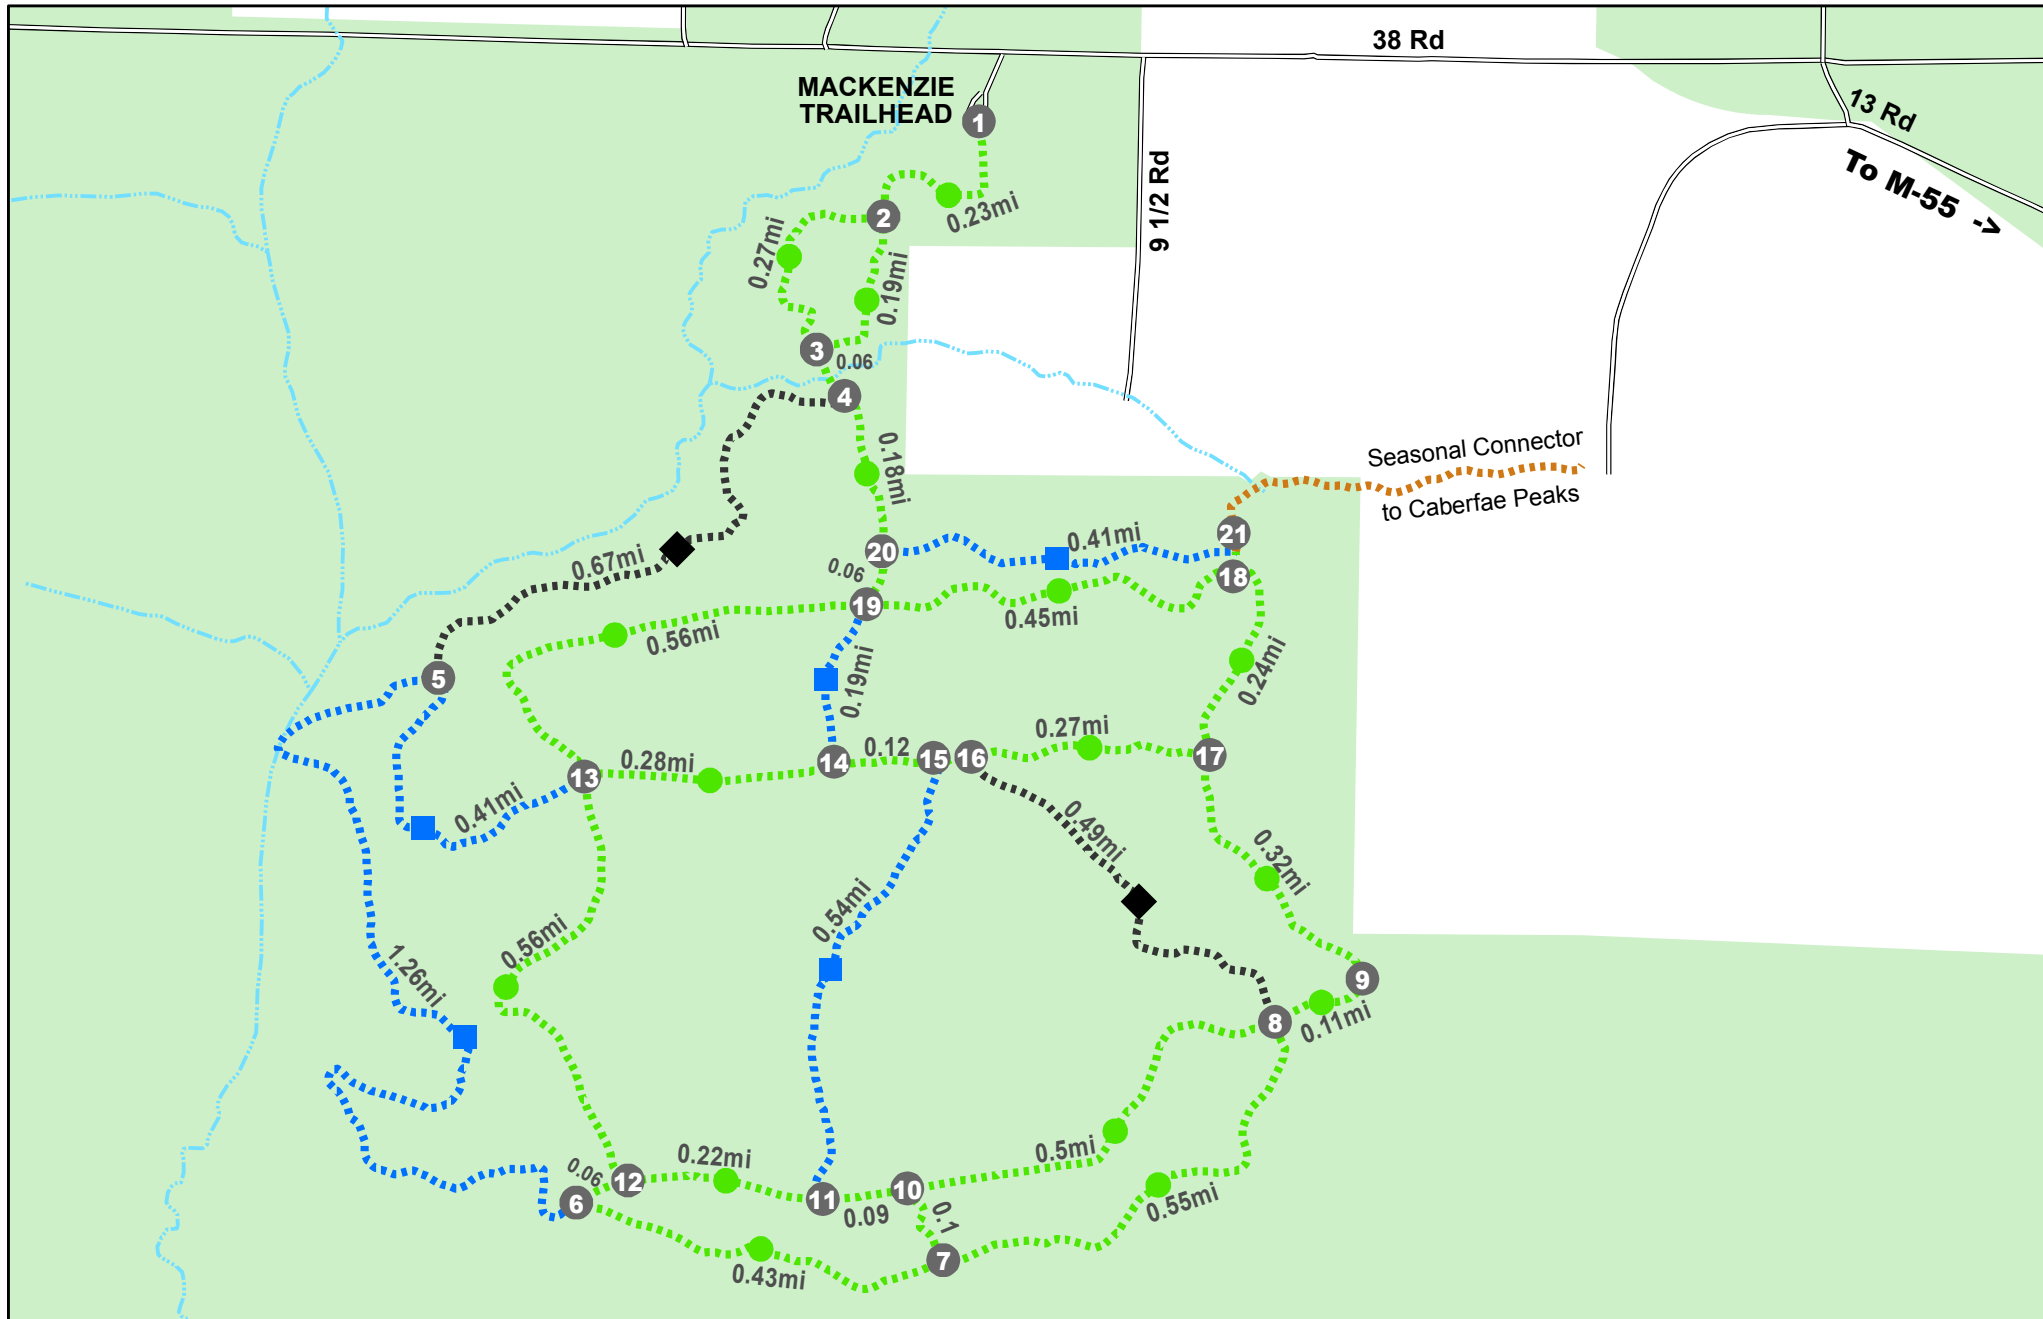 38 Rd
MACKENZIE
TRAILHEAD
1
13 Rd
To M-55 ->
9 1/2 Rd
0.23mi
2
0.27mi
0.19mi
3
0.06
4
0.18mi
Seasonal Connector
to Caberfae Peaks
21
0.41mi
20
0.67mi
0.06
18
19
0.45mi
0.56mi
5
0.19mi
0.24mi
0.27mi
0.12
15
16
17
14
0.28mi
13
0.41mi
0.49mi
0.32mi
0.54mi
0.56mi
1.26mi
9
8
0.11mi
0.5mi
0.22mi
0.06
12
6
11
10
0.09
0.1
0.55mi
7
0.43mi